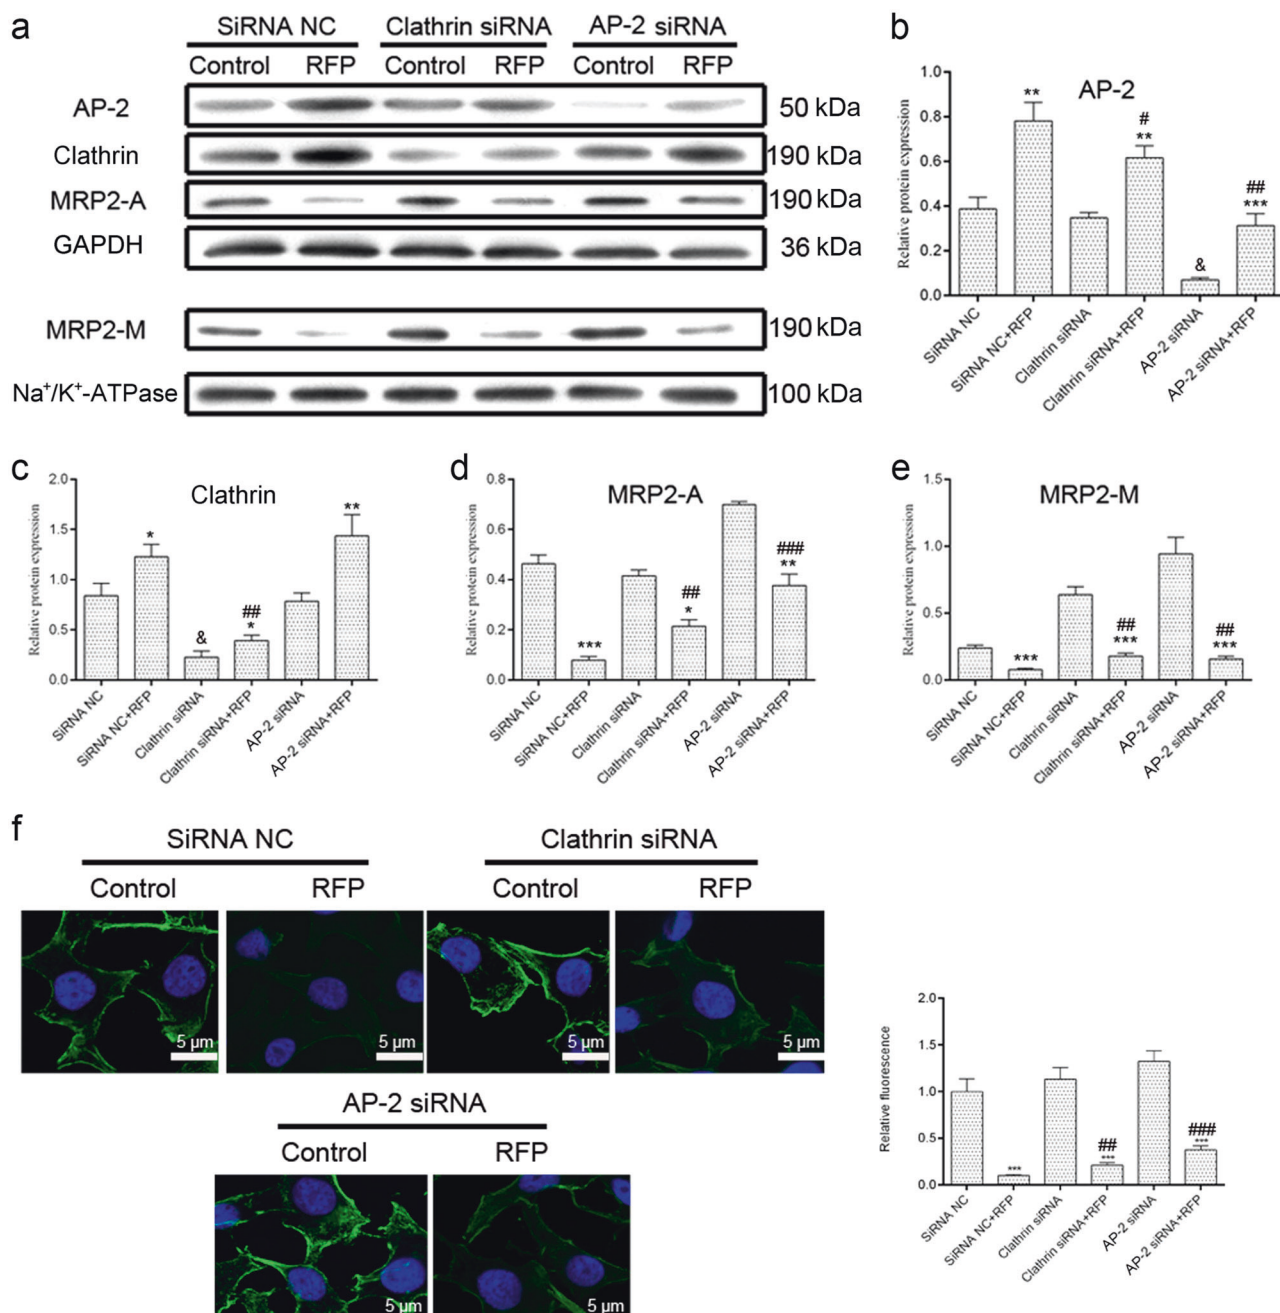 a
SiRNA NC Clathrin siRNA AP-2 siRNA
Control RFP Control RFP Control RFP
AP-2 50 kDa
Clathrin 190 kDa
MRP2-A 190 kDa
GAPDH 36 kDa
MRP2-M 190 kDa
Na⁺/K⁺-ATPase 100 kDa
b
AP-2
Relative protein expression
1.0
0.8
0.6
0.4
0.2
0.0
**
#
**
&
##
***
SiRNA NC
SiRNA NC+RFP
Clathrin siRNA
Clathrin siRNA+RFP
AP-2 siRNA
AP-2 siRNA+RFP
c
Clathrin
Relative protein expression
2.0
1.5
1.0
0.5
0.0
*
&
##
*
**
SiRNA NC
SiRNA NC+RFP
Clathrin siRNA
Clathrin siRNA+RFP
AP-2 siRNA
AP-2 siRNA+RFP
d
MRP2-A
Relative protein expression
0.8
0.6
0.4
0.2
0.0
***
##
*
###
**
SiRNA NC
SiRNA NC+RFP
Clathrin siRNA
Clathrin siRNA+RFP
AP-2 siRNA
AP-2 siRNA+RFP
e
MRP2-M
Relative protein expression
1.5
1.0
0.5
0.0
***
##
***
##
***
SiRNA NC
SiRNA NC+RFP
Clathrin siRNA
Clathrin siRNA+RFP
AP-2 siRNA
AP-2 siRNA+RFP
f
SiRNA NC Clathrin siRNA
Control RFP Control RFP
5 µm 5 µm 5 µm 5 µm
AP-2 siRNA
Control RFP
5 µm 5 µm
Relative fluorescence
2.0
1.5
1.0
0.5
0.0
***
##
***
###
***
SiRNA NC
SiRNA NC+RFP
Clathrin siRNA
Clathrin siRNA+RFP
AP-2 siRNA
AP-2 siRNA+RFP